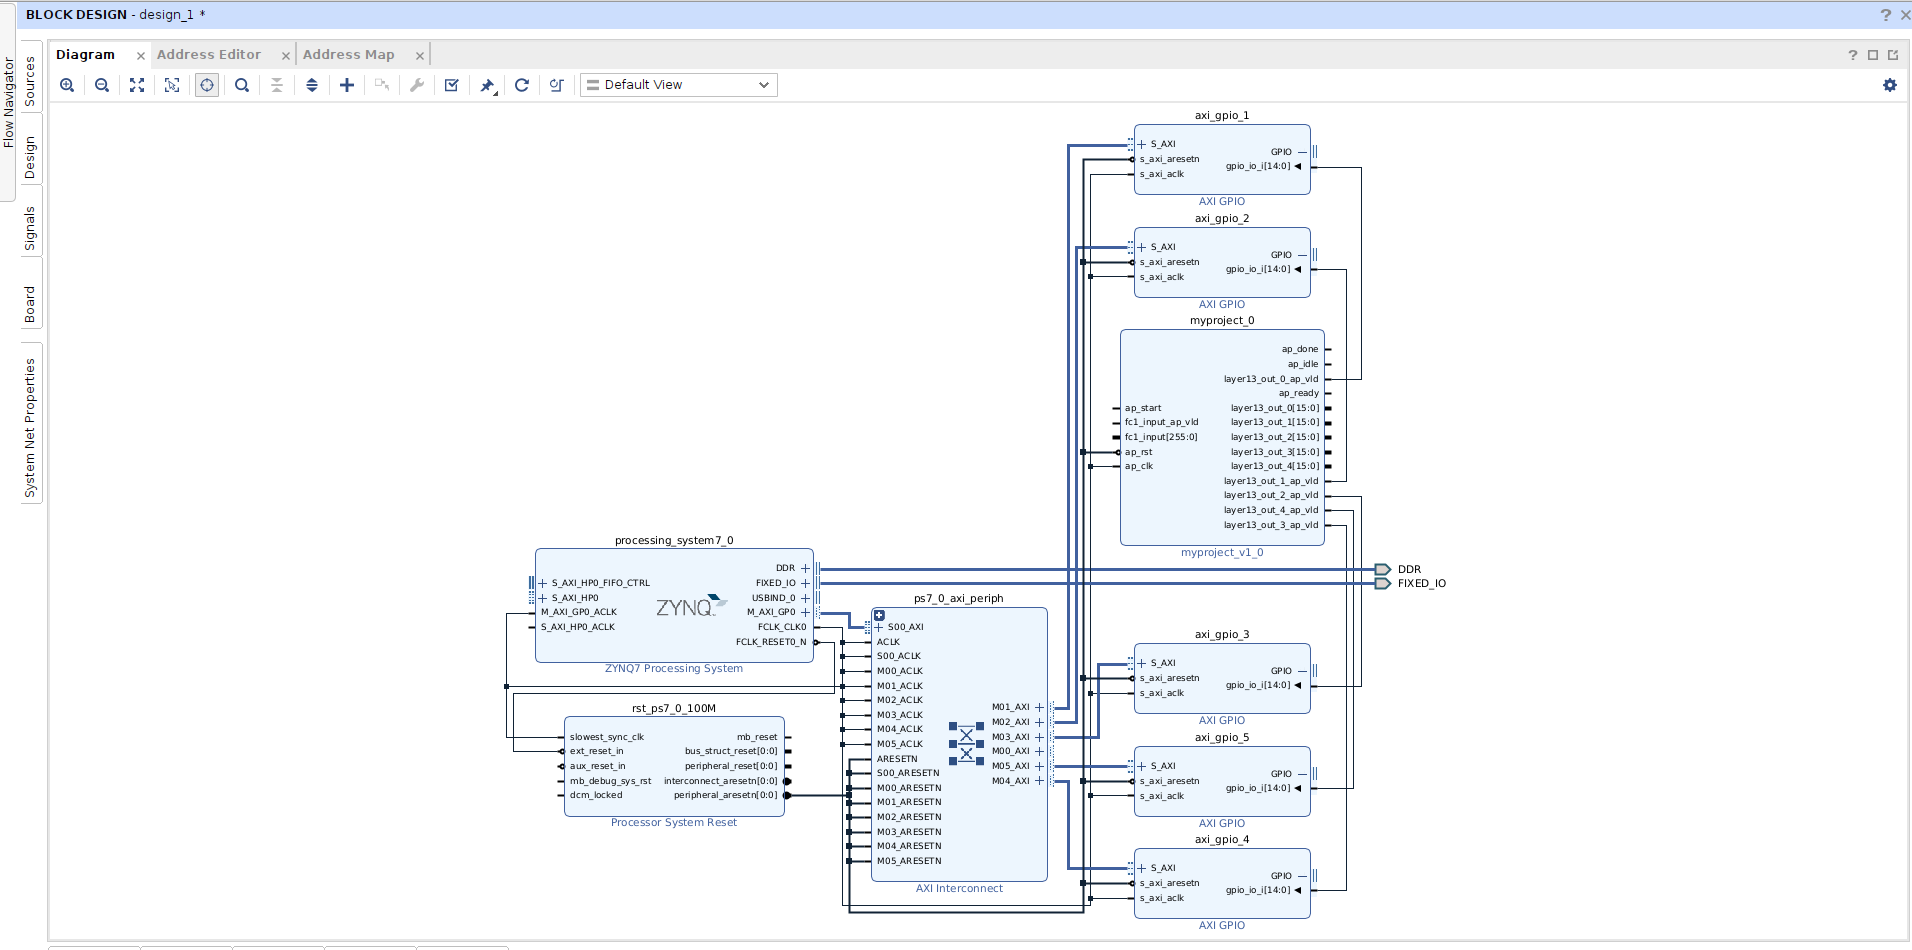 BLOCK DESIGN - design_1 *
Flow Navigator
Sources
Design
Signals
Board
System Net Properties
Diagram
Address Editor
Address Map
Default View
axi_gpio_1
S_AXI
s_axi_aresetn
s_axi_aclk
GPIO
gpio_io_i[14:0]
AXI GPIO
axi_gpio_2
S_AXI
s_axi_aresetn
s_axi_aclk
GPIO
gpio_io_i[14:0]
AXI GPIO
myproject_0
ap_start
fc1_input_ap_vld
fc1_input[255:0]
ap_rst
ap_clk
ap_done
ap_idle
layer13_out_0_ap_vld
ap_ready
layer13_out_0[15:0]
layer13_out_1[15:0]
layer13_out_2[15:0]
layer13_out_3[15:0]
layer13_out_4[15:0]
layer13_out_1_ap_vld
layer13_out_2_ap_vld
layer13_out_4_ap_vld
layer13_out_3_ap_vld
myproject_v1_0
processing_system7_0
S_AXI_HP0_FIFO_CTRL
S_AXI_HP0
M_AXI_GP0_ACLK
S_AXI_HP0_ACLK
ZYNQ
DDR
FIXED_IO
USBIND_0
M_AXI_GP0
FCLK_CLK0
FCLK_RESET0_N
ZYNQ7 Processing System
DDR
FIXED_IO
rst_ps7_0_100M
slowest_sync_clk
ext_reset_in
aux_reset_in
mb_debug_sys_rst
dcm_locked
mb_reset
bus_struct_reset[0:0]
peripheral_reset[0:0]
interconnect_aresetn[0:0]
peripheral_aresetn[0:0]
Processor System Reset
ps7_0_axi_periph
S00_AXI
ACLK
S00_ACLK
M00_ACLK
M01_ACLK
M02_ACLK
M03_ACLK
M04_ACLK
M05_ACLK
ARESETN
S00_ARESETN
M00_ARESETN
M01_ARESETN
M02_ARESETN
M03_ARESETN
M04_ARESETN
M05_ARESETN
M01_AXI
M02_AXI
M03_AXI
M00_AXI
M05_AXI
M04_AXI
AXI Interconnect
axi_gpio_3
S_AXI
s_axi_aresetn
s_axi_aclk
GPIO
gpio_io_i[14:0]
AXI GPIO
axi_gpio_5
S_AXI
s_axi_aresetn
s_axi_aclk
GPIO
gpio_io_i[14:0]
AXI GPIO
axi_gpio_4
S_AXI
s_axi_aresetn
s_axi_aclk
GPIO
gpio_io_i[14:0]
AXI GPIO